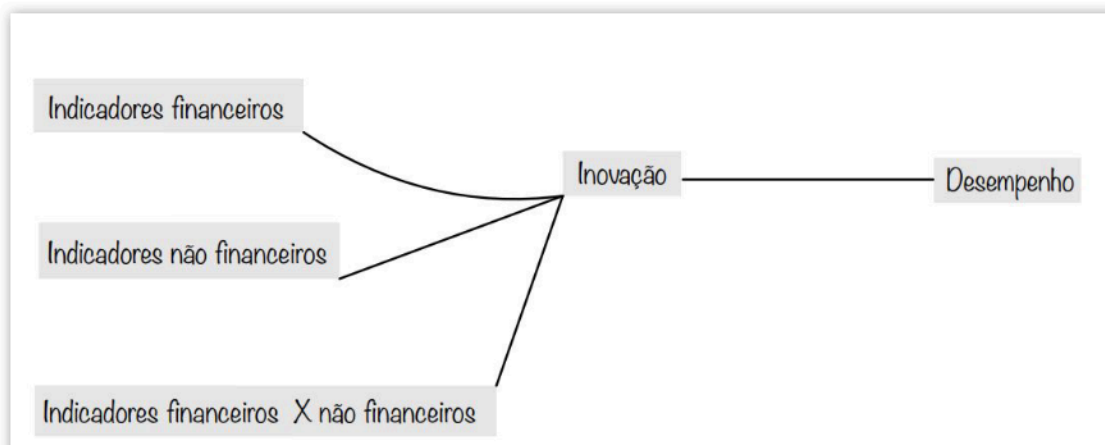 Indicadores financeiros
Inovação
Desempenho
Indicadores não financeiros
Indicadores financeiros X não financeiros